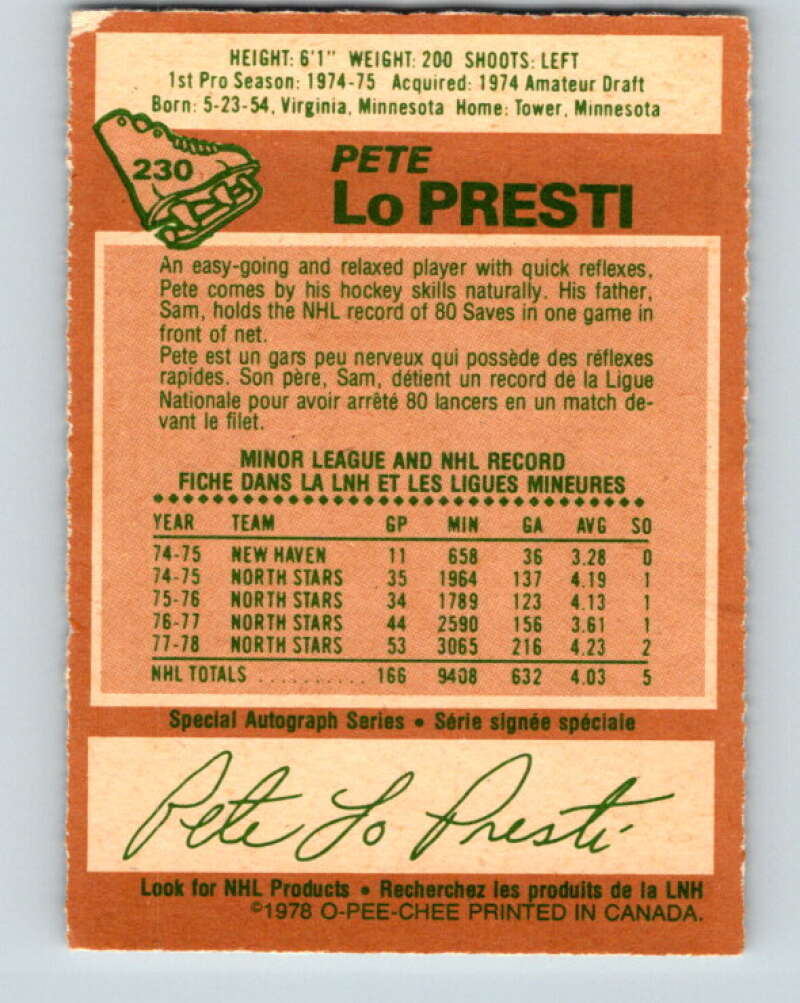 HEIGHT: 6'1" WEIGHT: 200 SHOOTS: LEFT
1st Pro Season: 1974-75 Acquired: 1974 Amateur Draft
Born: 5-23-54, Virginia, Minnesota Home: Tower, Minnesota
230
PETE
Lo PRESTI
An easy-going and relaxed player with quick reflexes,
Pete comes by his hockey skills naturally. His father,
Sam, holds the NHL record of 80 Saves in one game in
front of net.
Pete est un gars peu nerveux qui possède des réflexes
rapides. Son père, Sam, détient un record de la Ligue
Nationale pour avoir arrêté 80 lancers en un match de-
vant le filet.
MINOR LEAGUE AND NHL RECORD
FICHE DANS LA LNH ET LES LIGUES MINEURES
YEAR TEAM GP MIN GA AVG SO
74-75 NEW HAVEN 11 658 36 3.28 0
74-75 NORTH STARS 35 1964 137 4.19 1
75-76 NORTH STARS 34 1789 123 4.13 1
76-77 NORTH STARS 44 2590 156 3.61 1
77-78 NORTH STARS 53 3065 216 4.23 2
NHL TOTALS .......... 166 9408 632 4.03 5
Special Autograph Series • Série signée spéciale
Pete Lo Presti
Look for NHL Products • Recherchez les produits de la LNH
©1978 O-PEE-CHEE PRINTED IN CANADA.